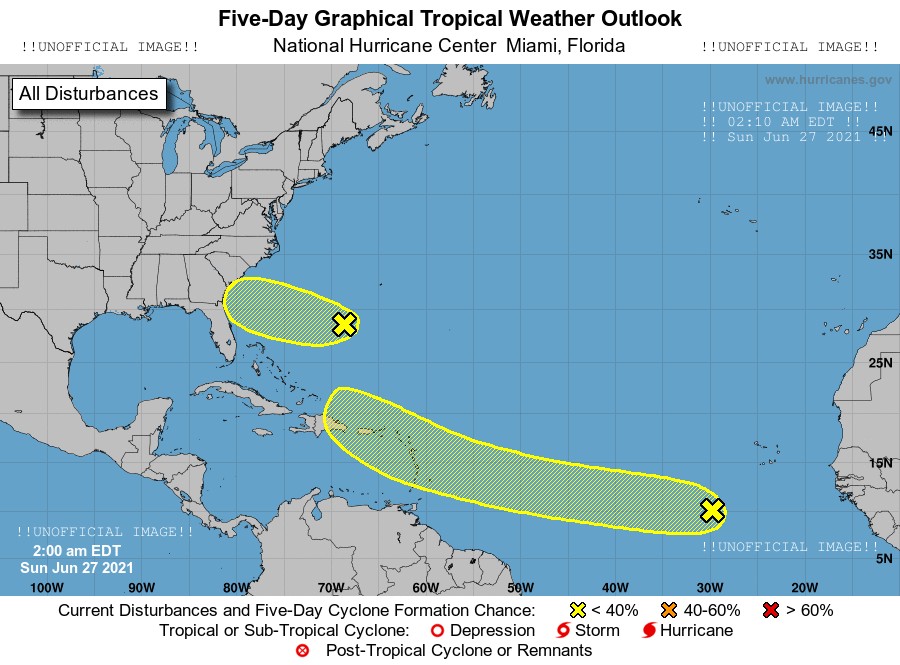 Five-Day Graphical Tropical Weather Outlook
!!UNOFFICIAL IMAGE!! National Hurricane Center Miami, Florida !!UNOFFICIAL IMAGE!!
www.hurricanes.gov
All Disturbances
!!UNOFFICIAL IMAGE!!
!! 02:10 AM EDT !!
!! Sun Jun 27 2021 !!
45N
35N
25N
15N
!!UNOFFICIAL IMAGE!!
2:00 am EDT
Sun Jun 27 2021
!!UNOFFICIAL IMAGE!!
5N
100W 90W 80W 70W 60W 50W 40W 30W 20W
Current Disturbances and Five-Day Cyclone Formation Chance: < 40% 40-60% > 60%
Tropical or Sub-Tropical Cyclone: Depression Storm Hurricane
Post-Tropical Cyclone or Remnants